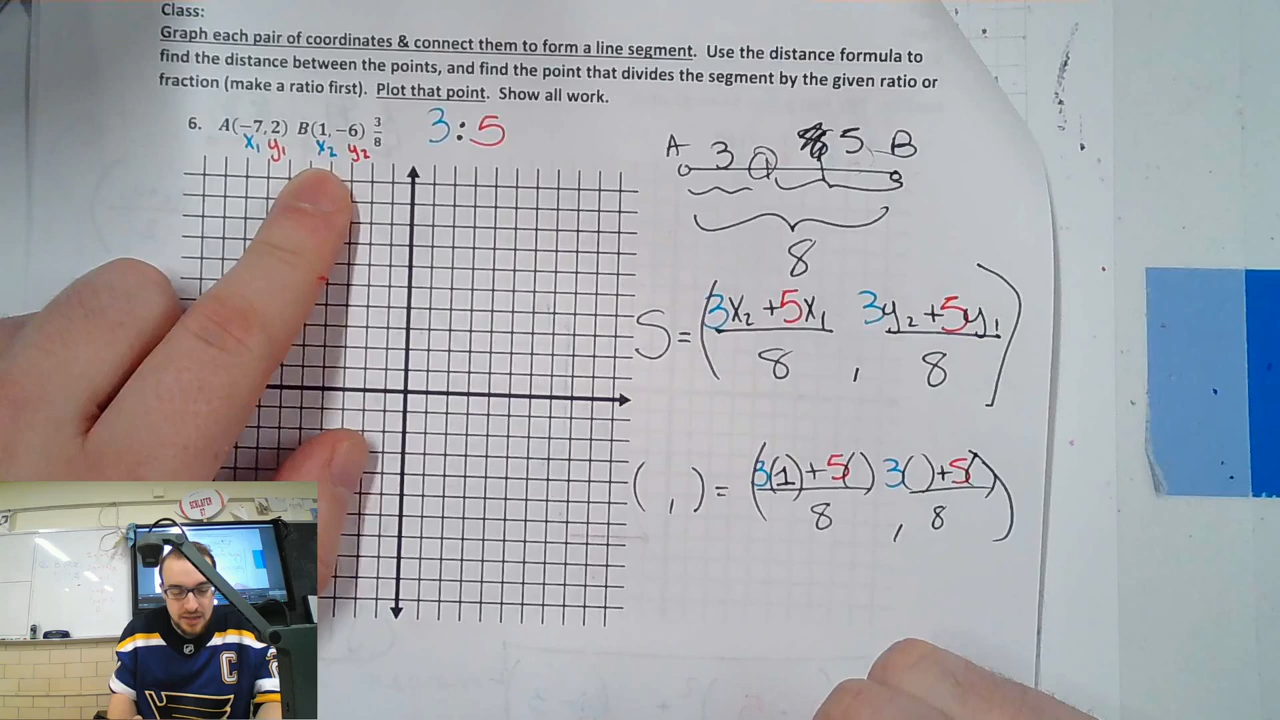 Class:
Graph each pair of coordinates & connect them to form a line segment. Use the distance formula to
find the distance between the points, and find the point that divides the segment by the given ratio or
fraction (make a ratio first). Plot that point. Show all work.
6. A(−7,2) B(1,−6) 3/8 3:5
x₁ y₁ x₂ y₂
A 3 1 5 B
8
S = (3x₂+5x₁/8, 3y₂+5y₁/8)
( , ) = (3(1)+5( )/8, 3( )+5( )/8)
C